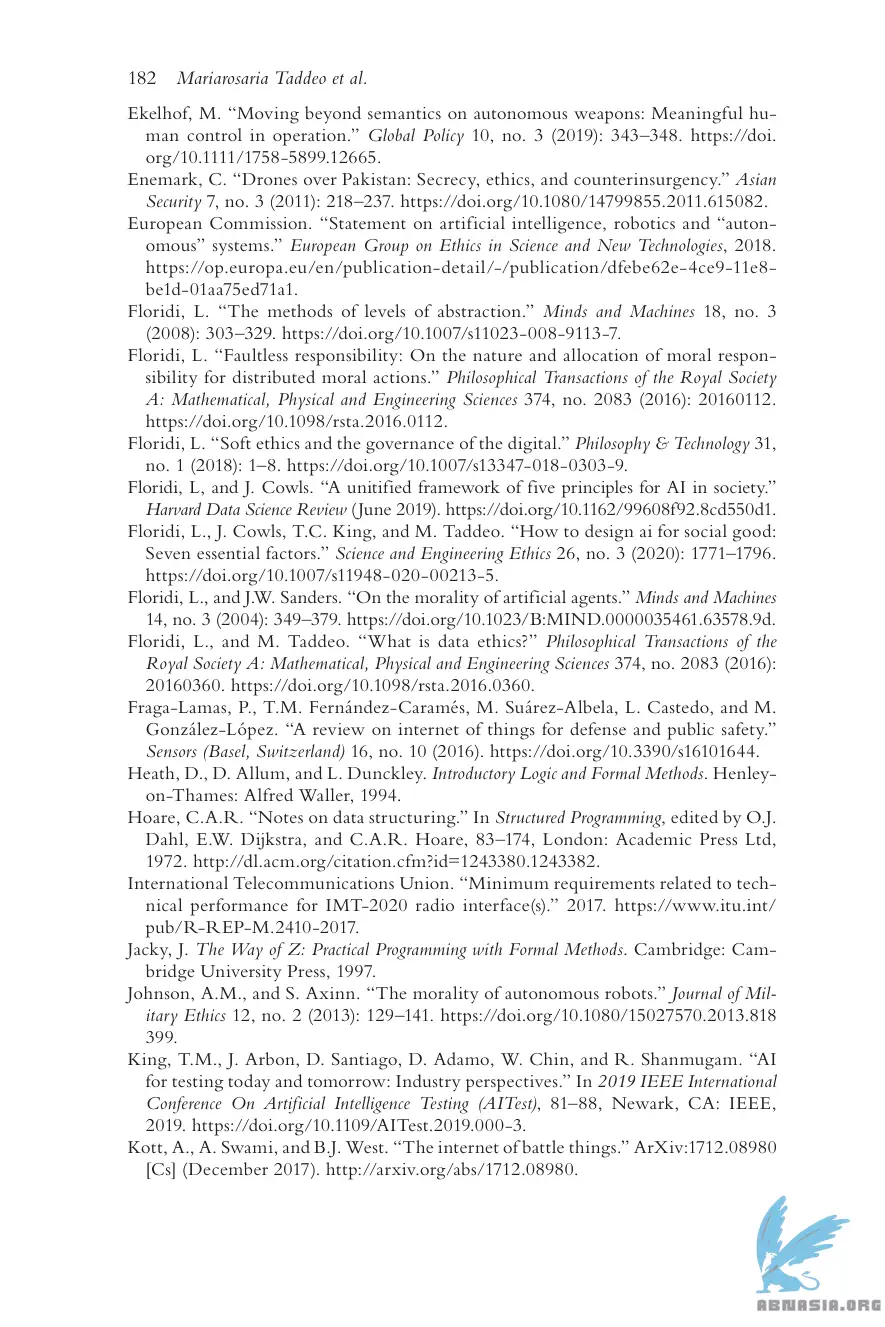 182 Mariarosaria Taddeo et al.
Ekelhof, M. “Moving beyond semantics on autonomous weapons: Meaningful hu-
man control in operation.” Global Policy 10, no. 3 (2019): 343–348. https://doi.
org/10.1111/1758-5899.12665.
Enemark, C. “Drones over Pakistan: Secrecy, ethics, and counterinsurgency.” Asian
Security 7, no. 3 (2011): 218–237. https://doi.org/10.1080/14799855.2011.615082.
European Commission. “Statement on artificial intelligence, robotics and “auton-
omous” systems.” European Group on Ethics in Science and New Technologies, 2018.
https://op.europa.eu/en/publication-detail/-/publication/dfebe62e-4ce9-11e8-
be1d-01aa75ed71a1.
Floridi, L. “The methods of levels of abstraction.” Minds and Machines 18, no. 3
(2008): 303–329. https://doi.org/10.1007/s11023-008-9113-7.
Floridi, L. “Faultless responsibility: On the nature and allocation of moral respon-
sibility for distributed moral actions.” Philosophical Transactions of the Royal Society
A: Mathematical, Physical and Engineering Sciences 374, no. 2083 (2016): 20160112.
https://doi.org/10.1098/rsta.2016.0112.
Floridi, L. “Soft ethics and the governance of the digital.” Philosophy & Technology 31,
no. 1 (2018): 1–8. https://doi.org/10.1007/s13347-018-0303-9.
Floridi, L, and J. Cowls. “A unitified framework of five principles for AI in society.”
Harvard Data Science Review (June 2019). https://doi.org/10.1162/99608f92.8cd550d1.
Floridi, L., J. Cowls, T.C. King, and M. Taddeo. “How to design ai for social good:
Seven essential factors.” Science and Engineering Ethics 26, no. 3 (2020): 1771–1796.
https://doi.org/10.1007/s11948-020-00213-5.
Floridi, L., and J.W. Sanders. “On the morality of artificial agents.” Minds and Machines
14, no. 3 (2004): 349–379. https://doi.org/10.1023/B:MIND.0000035461.63578.9d.
Floridi, L., and M. Taddeo. “What is data ethics?” Philosophical Transactions of the
Royal Society A: Mathematical, Physical and Engineering Sciences 374, no. 2083 (2016):
20160360. https://doi.org/10.1098/rsta.2016.0360.
Fraga-Lamas, P., T.M. Fernández-Caramés, M. Suárez-Albela, L. Castedo, and M.
González-López. “A review on internet of things for defense and public safety.”
Sensors (Basel, Switzerland) 16, no. 10 (2016). https://doi.org/10.3390/s16101644.
Heath, D., D. Allum, and L. Dunckley. Introductory Logic and Formal Methods. Henley-
on-Thames: Alfred Waller, 1994.
Hoare, C.A.R. “Notes on data structuring.” In Structured Programming, edited by O.J.
Dahl, E.W. Dijkstra, and C.A.R. Hoare, 83–174, London: Academic Press Ltd,
1972. http://dl.acm.org/citation.cfm?id=1243380.1243382.
International Telecommunications Union. “Minimum requirements related to tech-
nical performance for IMT-2020 radio interface(s).” 2017. https://www.itu.int/
pub/R-REP-M.2410-2017.
Jacky, J. The Way of Z: Practical Programming with Formal Methods. Cambridge: Cam-
bridge University Press, 1997.
Johnson, A.M., and S. Axinn. “The morality of autonomous robots.” Journal of Mil-
itary Ethics 12, no. 2 (2013): 129–141. https://doi.org/10.1080/15027570.2013.818
399.
King, T.M., J. Arbon, D. Santiago, D. Adamo, W. Chin, and R. Shanmugam. “AI
for testing today and tomorrow: Industry perspectives.” In 2019 IEEE International
Conference On Artificial Intelligence Testing (AITest), 81–88, Newark, CA: IEEE,
2019. https://doi.org/10.1109/AITest.2019.000-3.
Kott, A., A. Swami, and B.J. West. “The internet of battle things.” ArXiv:1712.08980
[Cs] (December 2017). http://arxiv.org/abs/1712.08980.
ABNASIA.ORG